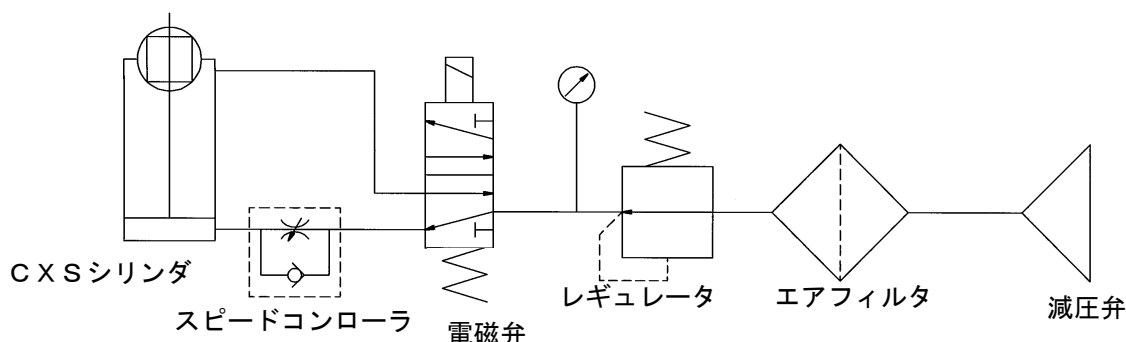 CXSシリンダ
スピードコンローラ
電磁弁
レギュレータ
エアフィルタ
減圧弁